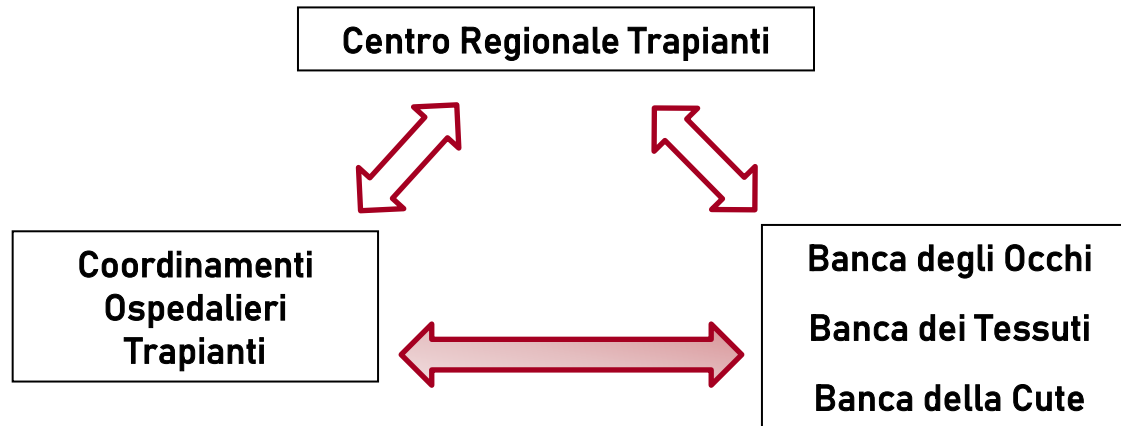 Centro Regionale Trapianti
Coordinamenti
Ospedalieri
Trapianti
Banca degli Occhi
Banca dei Tessuti
Banca della Cute